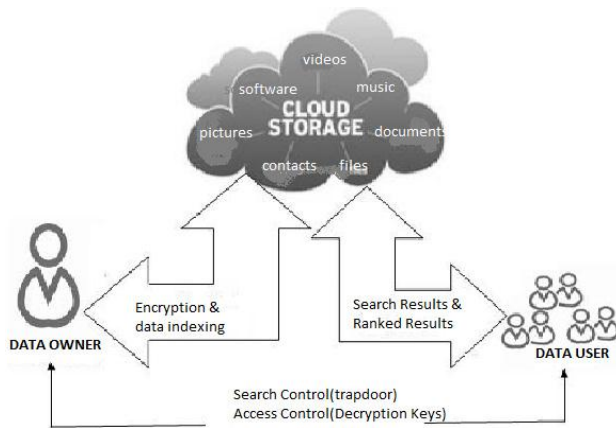 videos
software
music
CLOUD
STORAGE
pictures
documents
contacts
files
Encryption &
data indexing
Search Results &
Ranked Results
DATA OWNER
DATA USER
Search Control(trapdoor)
Access Control(Decryption Keys)